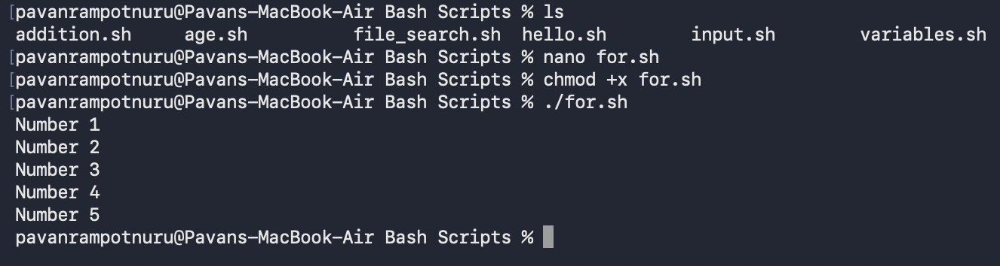 [pavanrampotnuru@Pavans-MacBook-Air Bash Scripts % ls
addition.sh age.sh file_search.sh hello.sh input.sh variables.sh
[pavanrampotnuru@Pavans-MacBook-Air Bash Scripts % nano for.sh
[pavanrampotnuru@Pavans-MacBook-Air Bash Scripts % chmod +x for.sh
[pavanrampotnuru@Pavans-MacBook-Air Bash Scripts % ./for.sh
Number 1
Number 2
Number 3
Number 4
Number 5
pavanrampotnuru@Pavans-MacBook-Air Bash Scripts %